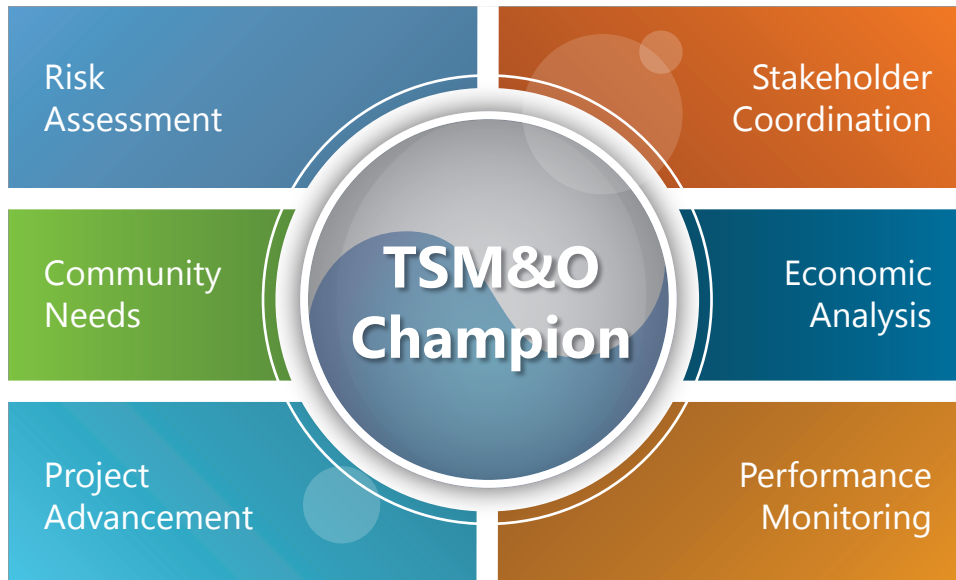 Risk
Assessment
Stakeholder
Coordination
TSM&O
Champion
Community
Needs
Economic
Analysis
Project
Advancement
Performance
Monitoring